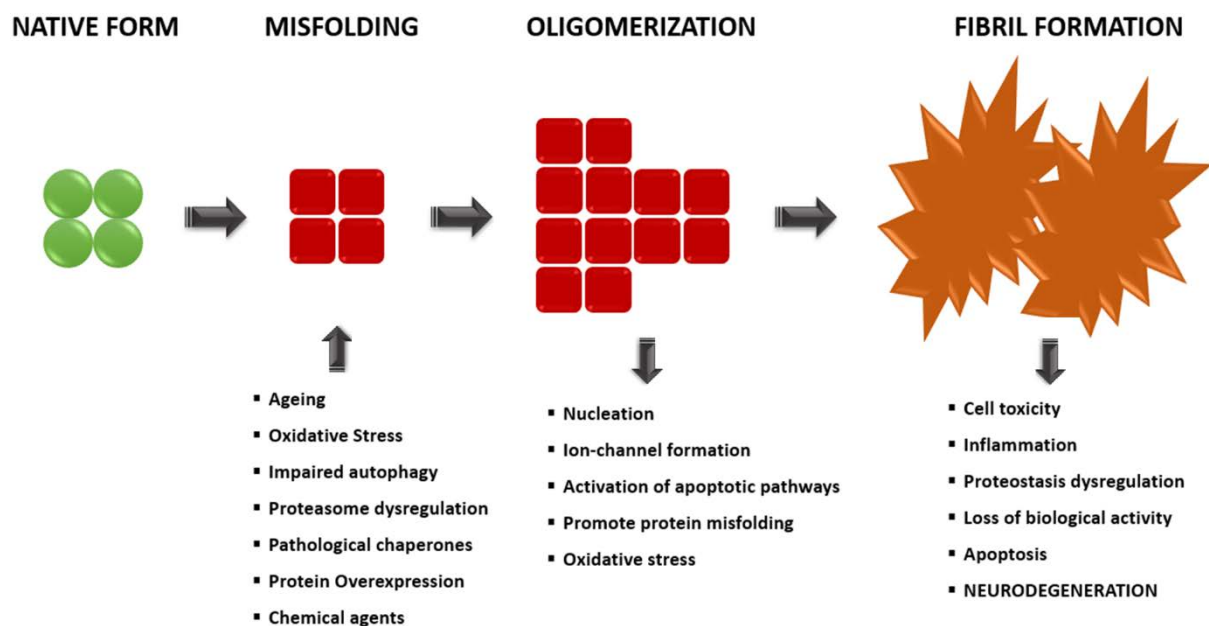 NATIVE FORM
MISFOLDING
OLIGOMERIZATION
FIBRIL FORMATION
▪ Ageing
▪ Oxidative Stress
▪ Impaired autophagy
▪ Proteasome dysregulation
▪ Pathological chaperones
▪ Protein Overexpression
▪ Chemical agents
▪ Nucleation
▪ Ion-channel formation
▪ Activation of apoptotic pathways
▪ Promote protein misfolding
▪ Oxidative stress
▪ Cell toxicity
▪ Inflammation
▪ Proteostasis dysregulation
▪ Loss of biological activity
▪ Apoptosis
▪ NEURODEGENERATION